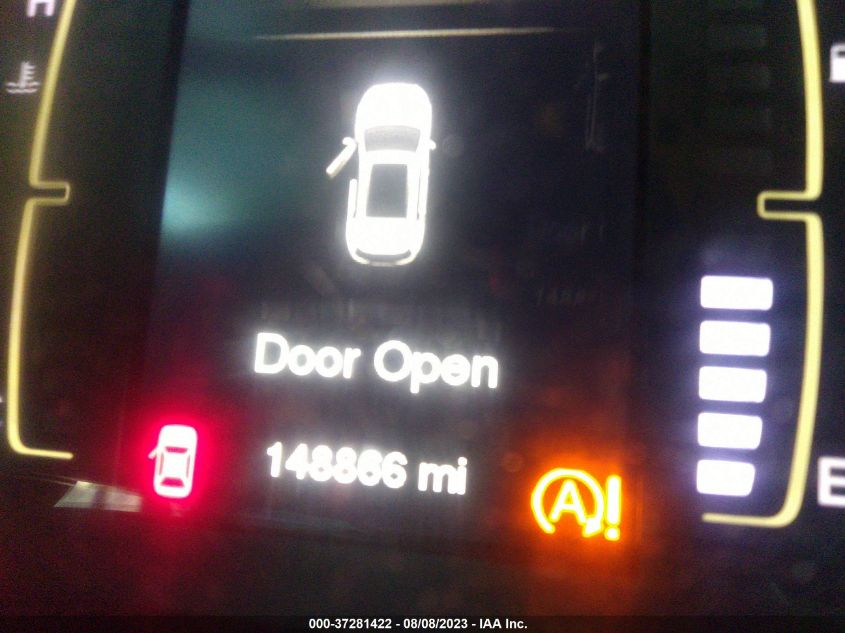 H
Door Open
148866 mi
A!
E
000-37281422 - 08/08/2023 - IAA Inc.